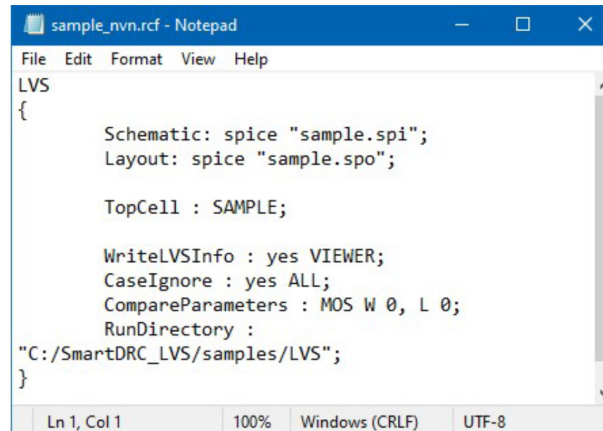 sample_nvn.rcf - Notepad
File Edit Format View Help
LVS
{
Schematic: spice "sample.spi";
Layout: spice "sample.spo";
TopCell : SAMPLE;
WriteLVSInfo : yes VIEWER;
CaseIgnore : yes ALL;
CompareParameters : MOS W 0, L 0;
RunDirectory :
"C:/SmartDRC_LVS/samples/LVS";
}
Ln 1, Col 1 100% Windows (CRLF) UTF-8